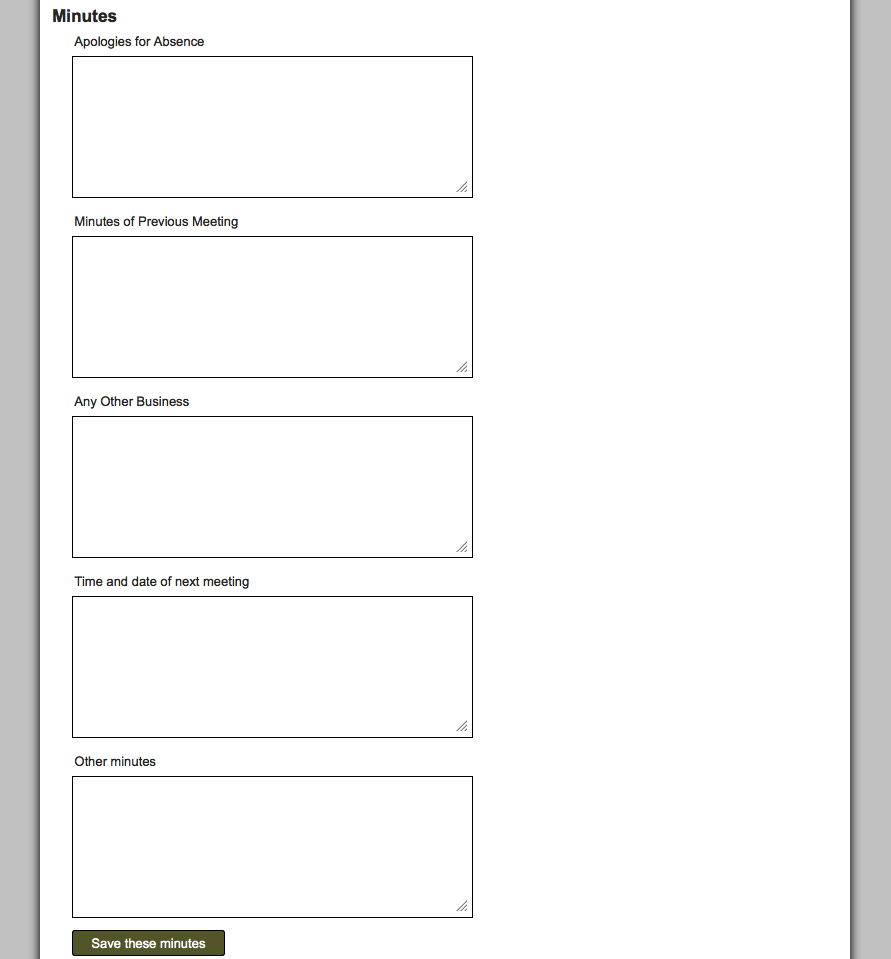 Minutes
Apologies for Absence
Minutes of Previous Meeting
Any Other Business
Time and date of next meeting
Other minutes
Save these minutes